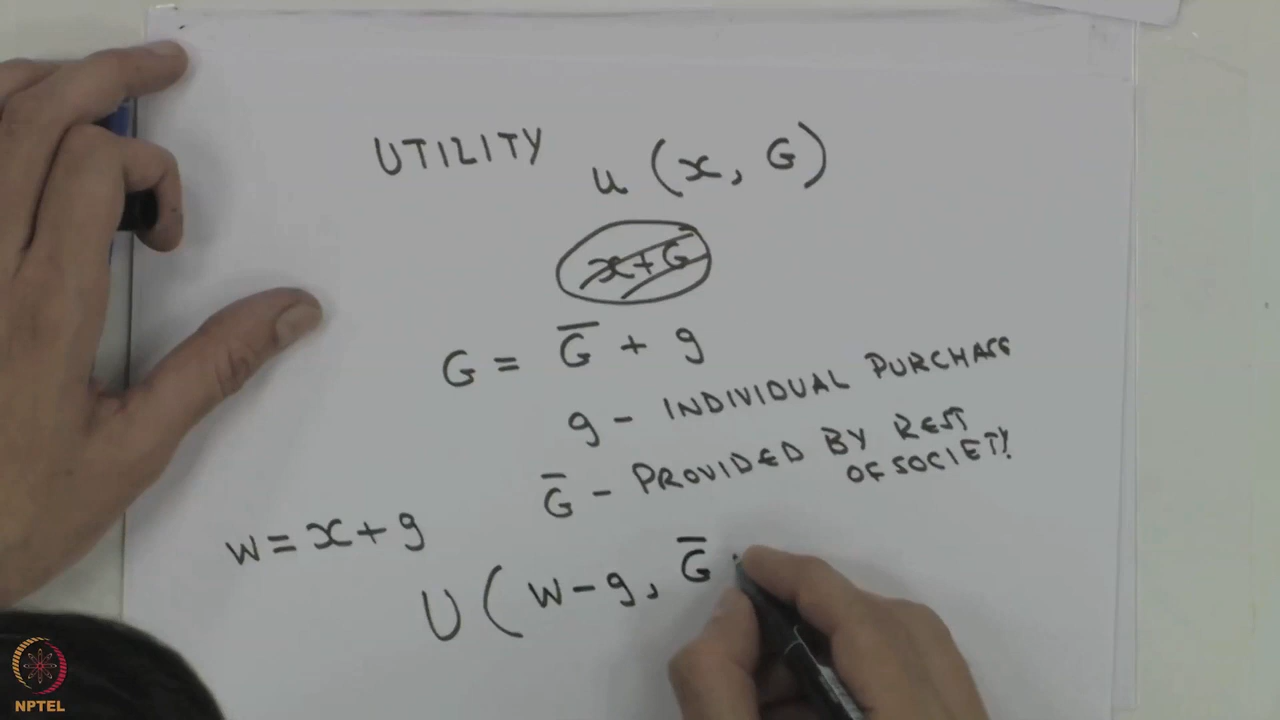 UTILITY u (x, G)
x+G
G = G̅ + g
g - INDIVIDUAL PURCHASE
G̅ - PROVIDED BY REST
OF SOCIETY
w = x + g
U ( w - g, G̅
NPTEL